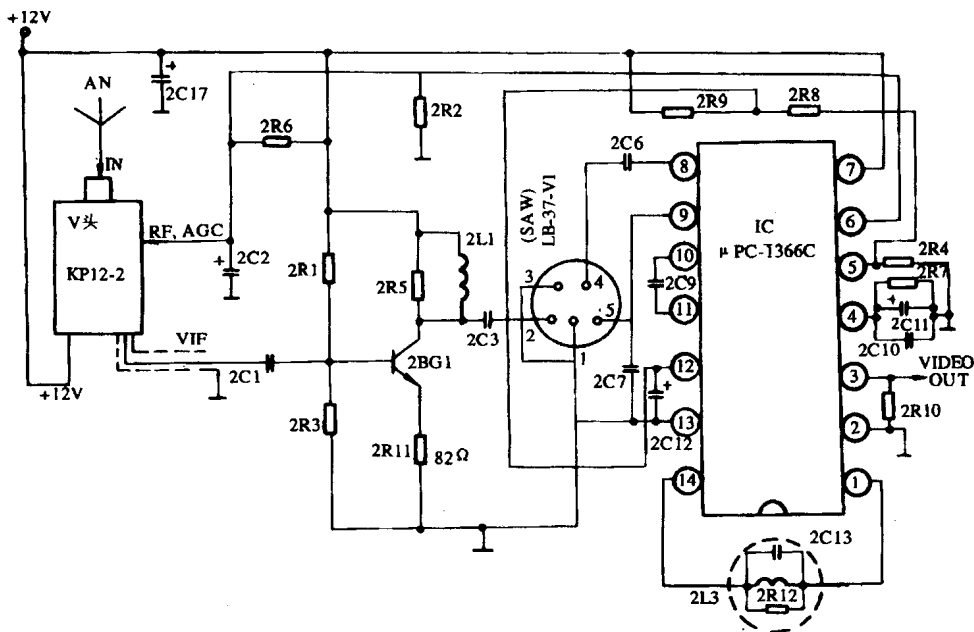 +12V
AN
2C17
IN
V头
KP12-2
RF, AGC
2R6
2R2
2C2
2R1
2R5
2L1
2C3
VIF
2C1
+12V
2BG1
2R3
2R11
82Ω
(SAW)
LB-37-V1
3
4
2
5
1
2C6
2C9
2C7
2C12
2R9
2R8
IC
μPC-1366C
8
9
10
11
12
13
14
7
6
5
4
3
2
1
2R4
2R7
2C11
2C10
VIDEO
OUT
2R10
2C13
2L3
2R12